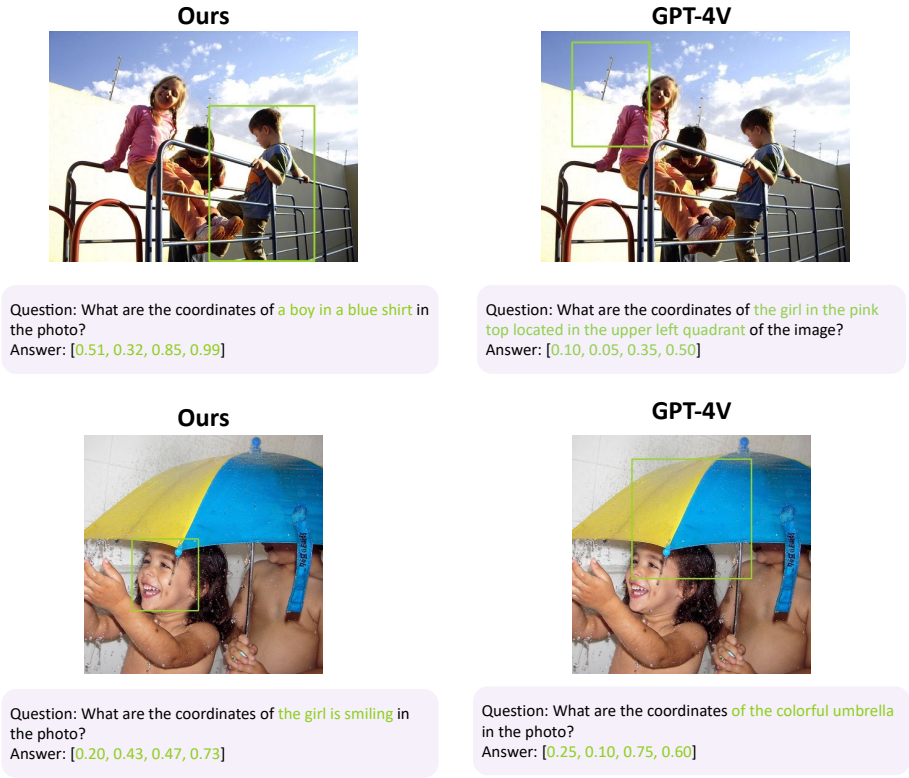 Ours
GPT-4V
Question: What are the coordinates of a boy in a blue shirt in
the photo?
Answer: [0.51, 0.32, 0.85, 0.99]
Question: What are the coordinates of the girl in the pink
top located in the upper left quadrant of the image?
Answer: [0.10, 0.05, 0.35, 0.50]
Ours
GPT-4V
Question: What are the coordinates of the girl is smiling in
the photo?
Answer: [0.20, 0.43, 0.47, 0.73]
Question: What are the coordinates of the colorful umbrella
in the photo?
Answer: [0.25, 0.10, 0.75, 0.60]